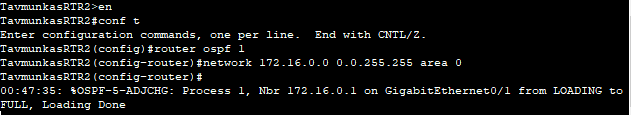 TavmunkasRTR2>en
TavmunkasRTR2#conf t
Enter configuration commands, one per line.  End with CNTL/Z.
TavmunkasRTR2(config)#router ospf 1
TavmunkasRTR2(config-router)#network 172.16.0.0 0.0.255.255 area 0
TavmunkasRTR2(config-router)#
00:47:35: %OSPF-5-ADJCHG: Process 1, Nbr 172.16.0.1 on GigabitEthernet0/1 from LOADING to
FULL, Loading Done